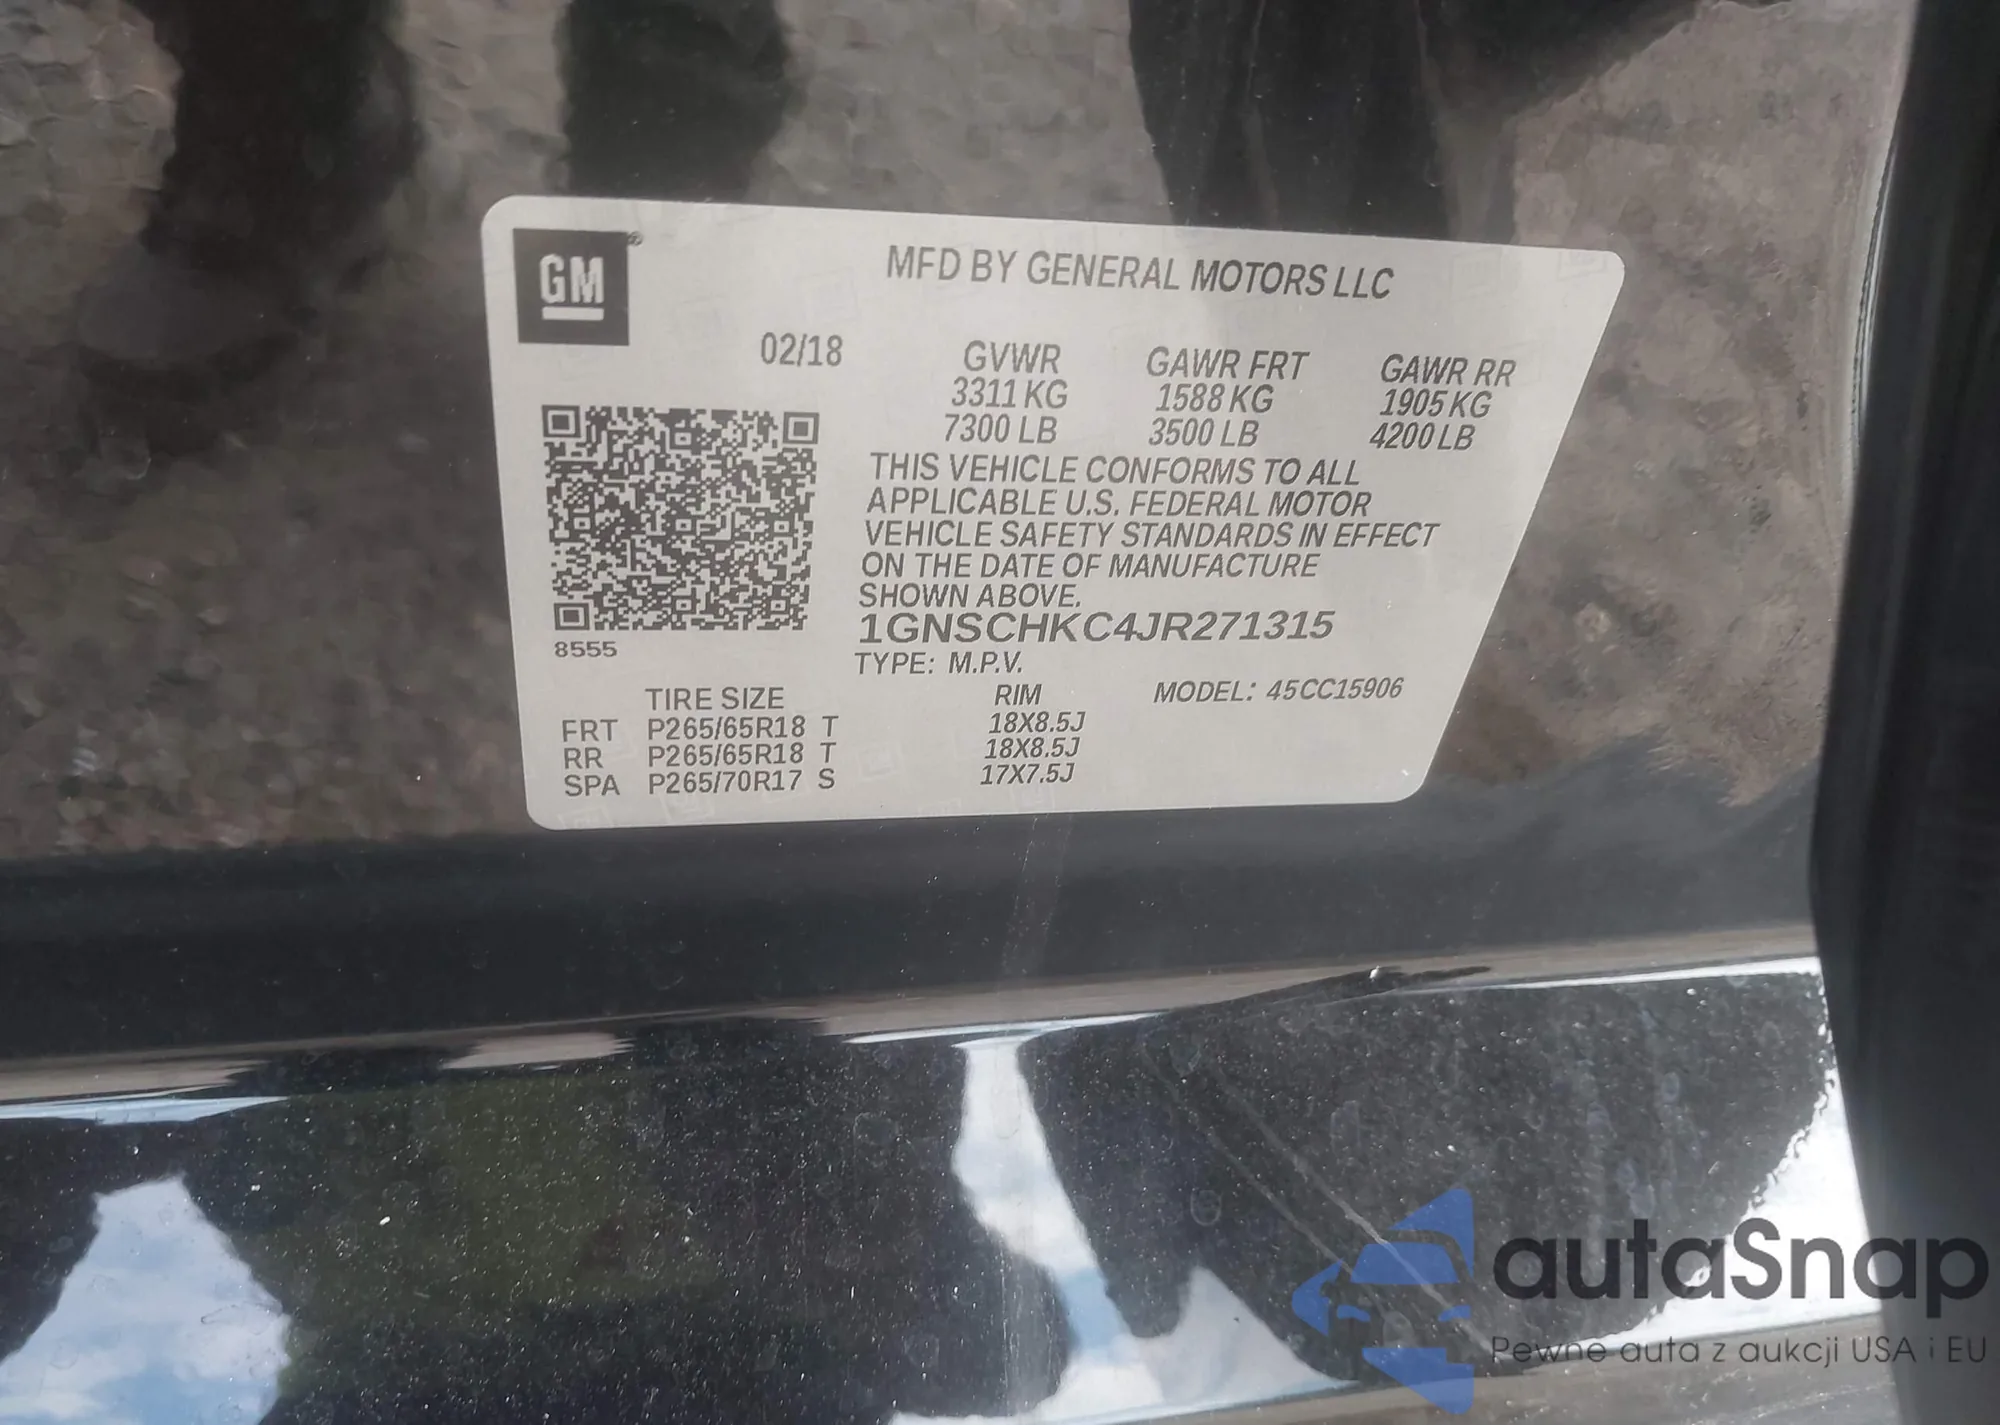 GM®
MFD BY GENERAL MOTORS LLC
02/18
GVWR GAWR FRT GAWR RR
3311 KG 1588 KG 1905 KG
7300 LB 3500 LB 4200 LB
THIS VEHICLE CONFORMS TO ALL
APPLICABLE U.S. FEDERAL MOTOR
VEHICLE SAFETY STANDARDS IN EFFECT
ON THE DATE OF MANUFACTURE
SHOWN ABOVE.
1GNSCHKC4JR271315
8555
TYPE: M.P.V.
TIRE SIZE RIM MODEL: 45CC15906
FRT P265/65R18 T 18X8.5J
RR P265/65R18 T 18X8.5J
SPA P265/70R17 S 17X7.5J
autaSnap
Pewne auta z aukcji USA i EU